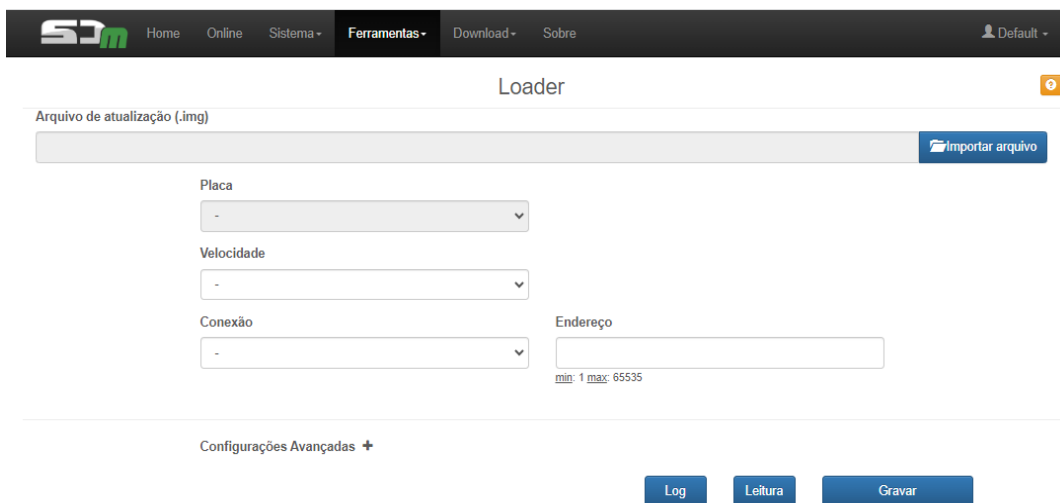 SDm Home Online Sistema Ferramentas Download Sobre Default
Loader
Arquivo de atualização (.img)
Importar arquivo
Placa
-
Velocidade
-
Conexão Endereço
-
min: 1 max: 65535
Configurações Avançadas +
Log Leitura Gravar